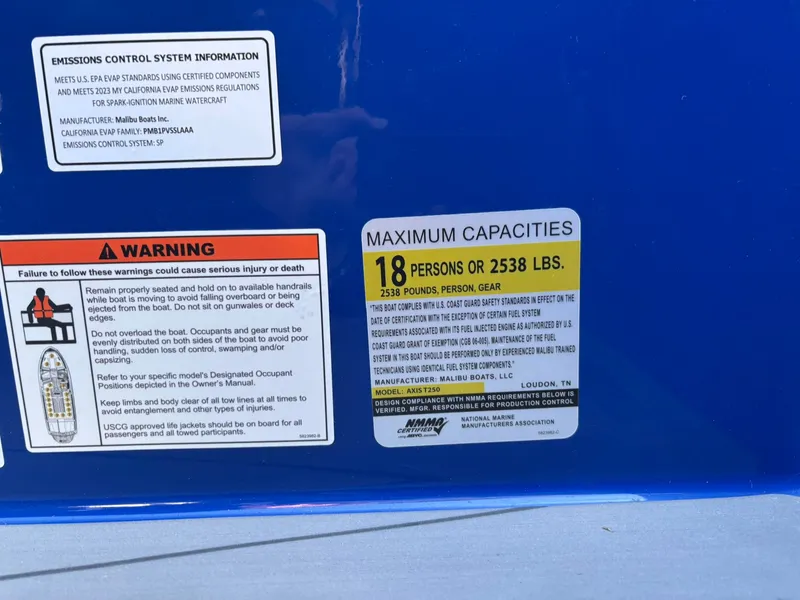 EMISSIONS CONTROL SYSTEM INFORMATION
MEETS U.S. EPA EVAP STANDARDS USING CERTIFIED COMPONENTS
AND MEETS 2023 MY CALIFORNIA EVAP EMISSIONS REGULATIONS
FOR SPARK-IGNITION MARINE WATERCRAFT
MANUFACTURER: Malibu Boats Inc.
CALIFORNIA EVAP FAMILY: PMB1PVSSLAAA
EMISSIONS CONTROL SYSTEM: SP
WARNING
Failure to follow these warnings could cause serious injury or death
Remain properly seated and hold on to available handrails
while boat is moving to avoid falling overboard or being
ejected from the boat. Do not sit on gunwales or deck
edges.
Do not overload the boat. Occupants and gear must be
evenly distributed on both sides of the boat to avoid poor
handling, sudden loss of control, swamping and/or
capsizing.
Refer to your specific model's Designated Occupant
Positions depicted in the Owner's Manual.
Keep limbs and body clear of all tow lines at all times to
avoid entanglement and other types of injuries.
USCG approved life jackets should be on board for all
passengers and all towed participants.
MAXIMUM CAPACITIES
18 PERSONS OR 2538 LBS.
2538 POUNDS, PERSON, GEAR
"THIS BOAT COMPLIES WITH U.S. COAST GUARD SAFETY STANDARDS IN EFFECT ON THE
DATE OF CERTIFICATION WITH THE EXCEPTION OF CERTAIN FUEL SYSTEM
REQUIREMENTS ASSOCIATED WITH ITS FUEL INJECTED ENGINE AS AUTHORIZED BY U.S.
COAST GUARD GRANT OF EXEMPTION (CGB 06-005). MAINTENANCE OF THE FUEL
SYSTEM IN THIS BOAT SHOULD BE PERFORMED ONLY BY EXPERIENCED MALIBU TRAINED
TECHNICIANS USING IDENTICAL FUEL SYSTEM COMPONENTS."
MANUFACTURER: MALIBU BOATS, LLC
MODEL: AXIS T250 LOUDON, TN
DESIGN COMPLIANCE WITH NMMA REQUIREMENTS BELOW IS
VERIFIED. MFGR. RESPONSIBLE FOR PRODUCTION CONTROL
NMMA
CERTIFIED
NATIONAL MARINE
MANUFACTURERS ASSOCIATION